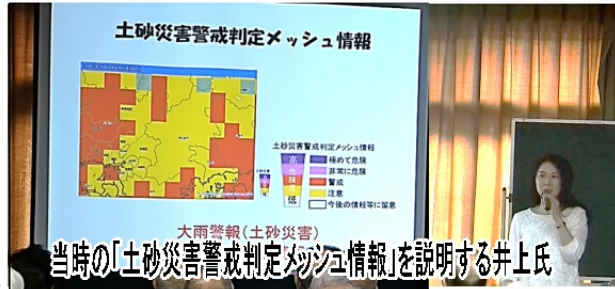 土砂災害警戒判定メッシュ情報
土砂災害警戒判定メッシュ情報
高
危険度
低
極めて危険
非常に危険
警戒
注意
今後の情報等に留意
大雨警報(土砂災害)
当時の「土砂災害警戒判定メッシュ情報」を説明する井上氏